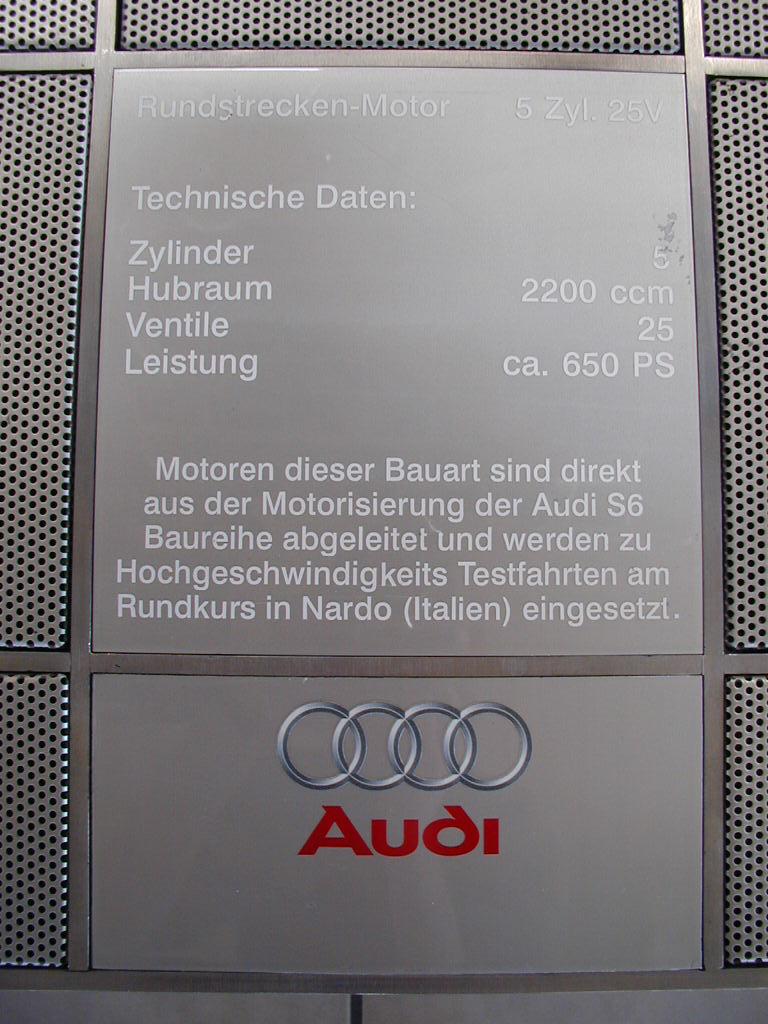 Rundstrecken-Motor 5 Zyl. 25V
Technische Daten:
Zylinder 5
Hubraum 2200 ccm
Ventile 25
Leistung ca. 650 PS
Motoren dieser Bauart sind direkt
aus der Motorisierung der Audi S6
Baureihe abgeleitet und werden zu
Hochgeschwindigkeits Testfahrten am
Rundkurs in Nardo (Italien) eingesetzt.
Audi